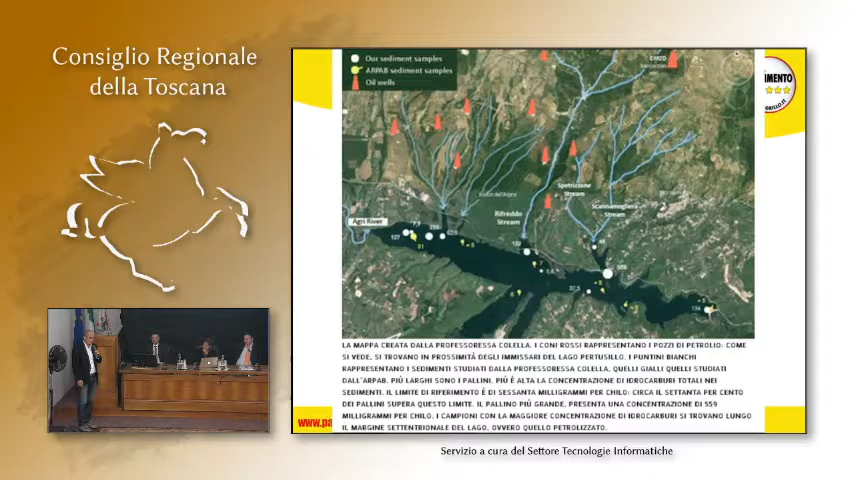 Consiglio Regionale
della Toscana
Our sediment samples
ARPAB sediment samples
Oil wells
IMENTO
GRILLO.IT
Spetrizzone
Stream
Scannamogliera
Stream
Rifreddo
Stream
Agri River
LA MAPPA CREATA DALLA PROFESSORESSA COLELLA. I CONI ROSSI RAPPRESENTANO I POZZI DI PETROLIO: COME
SI VEDE, SI TROVANO IN PROSSIMITÀ DEGLI IMMISSARI DEL LAGO PERTUSILLO. I PUNTINI BIANCHI
RAPPRESENTANO I SEDIMENTI STUDIATI DALLA PROFESSORESSA COLELLA, QUELLI GIALLI QUELLI STUDIATI
DALL'ARPAB. PIÙ LARGHI SONO I PALLINI, PIÙ È ALTA LA CONCENTRAZIONE DI IDROCARBURI TOTALI NEI
SEDIMENTI. IL LIMITE DI RIFERIMENTO È DI SESSANTA MILLIGRAMMI PER CHILO: CIRCA IL SETTANTA PER CENTO
DEI PALLINI SUPERA QUESTO LIMITE. IL PALLINO PIÙ GRANDE, PRESENTA UNA CONCENTRAZIONE DI 559
MILLIGRAMMI PER CHILO. I CAMPIONI CON LA MAGGIORE CONCENTRAZIONE DI IDROCARBURI SI TROVANO LUNGO
IL MARGINE SETTENTRIONALE DEL LAGO, OVVERO QUELLO PETROLIZZATO.
www.pa
Servizio a cura del Settore Tecnologie Informatiche